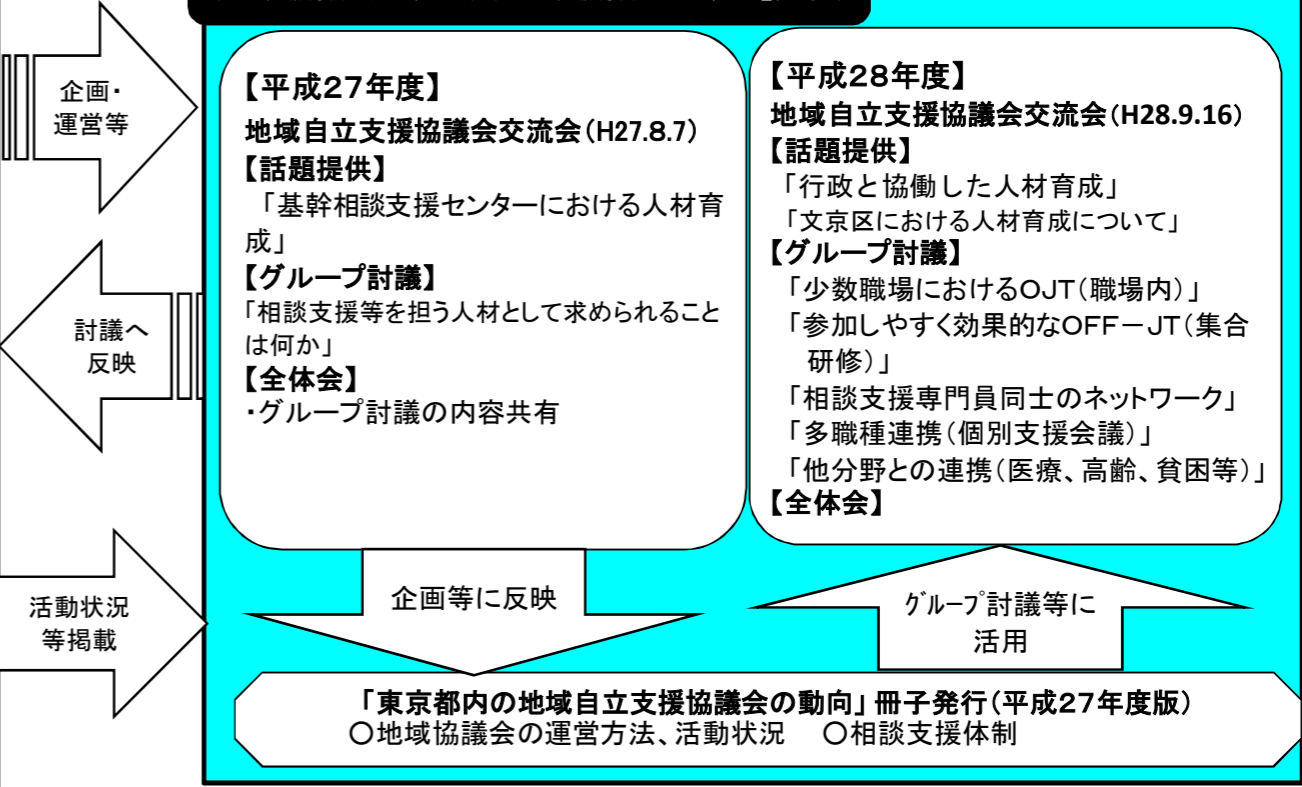 企画・
運営等
討議へ
反映
活動状況
等掲載
【平成27年度】
地域自立支援協議会交流会(H27.8.7)
【話題提供】
「基幹相談支援センターにおける人材育
成」
【グループ討議】
「相談支援等を担う人材として求められること
は何か」
【全体会】
・グループ討議の内容共有
【平成28年度】
地域自立支援協議会交流会(H28.9.16)
【話題提供】
「行政と協働した人材育成」
「文京区における人材育成について」
【グループ討議】
「少数職場におけるOJT(職場内)」
「参加しやすく効果的なOFF-JT(集合
研修)」
「相談支援専門員同士のネットワーク」
「多職種連携(個別支援会議)」
「他分野との連携(医療、高齢、貧困等)」
【全体会】
企画等に反映
グループ討議等に
活用
「東京都内の地域自立支援協議会の動向」冊子発行(平成27年度版)
○地域協議会の運営方法、活動状況　○相談支援体制